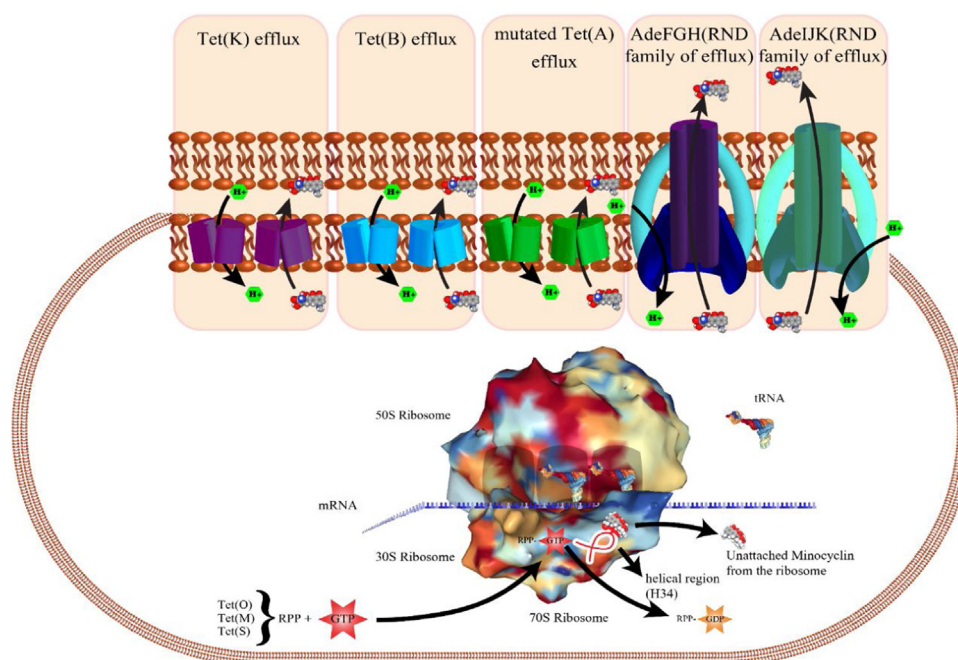 Tet(K) efflux
Tet(B) efflux
mutated Tet(A)
efflux
AdeFGH(RND
family of efflux)
AdeIJK(RND
family of efflux)
H+
H+
H+
H+
H+
H+
H+
H+
H+
H+
50S Ribosome
tRNA
mRNA
30S Ribosome
RPP-
GTP
Unattached Minocyclin
from the ribosome
helical region
(H34)
Tet(O)
Tet(M)
Tet(S)
RPP +
GTP
70S Ribosome
RPP-
GDP